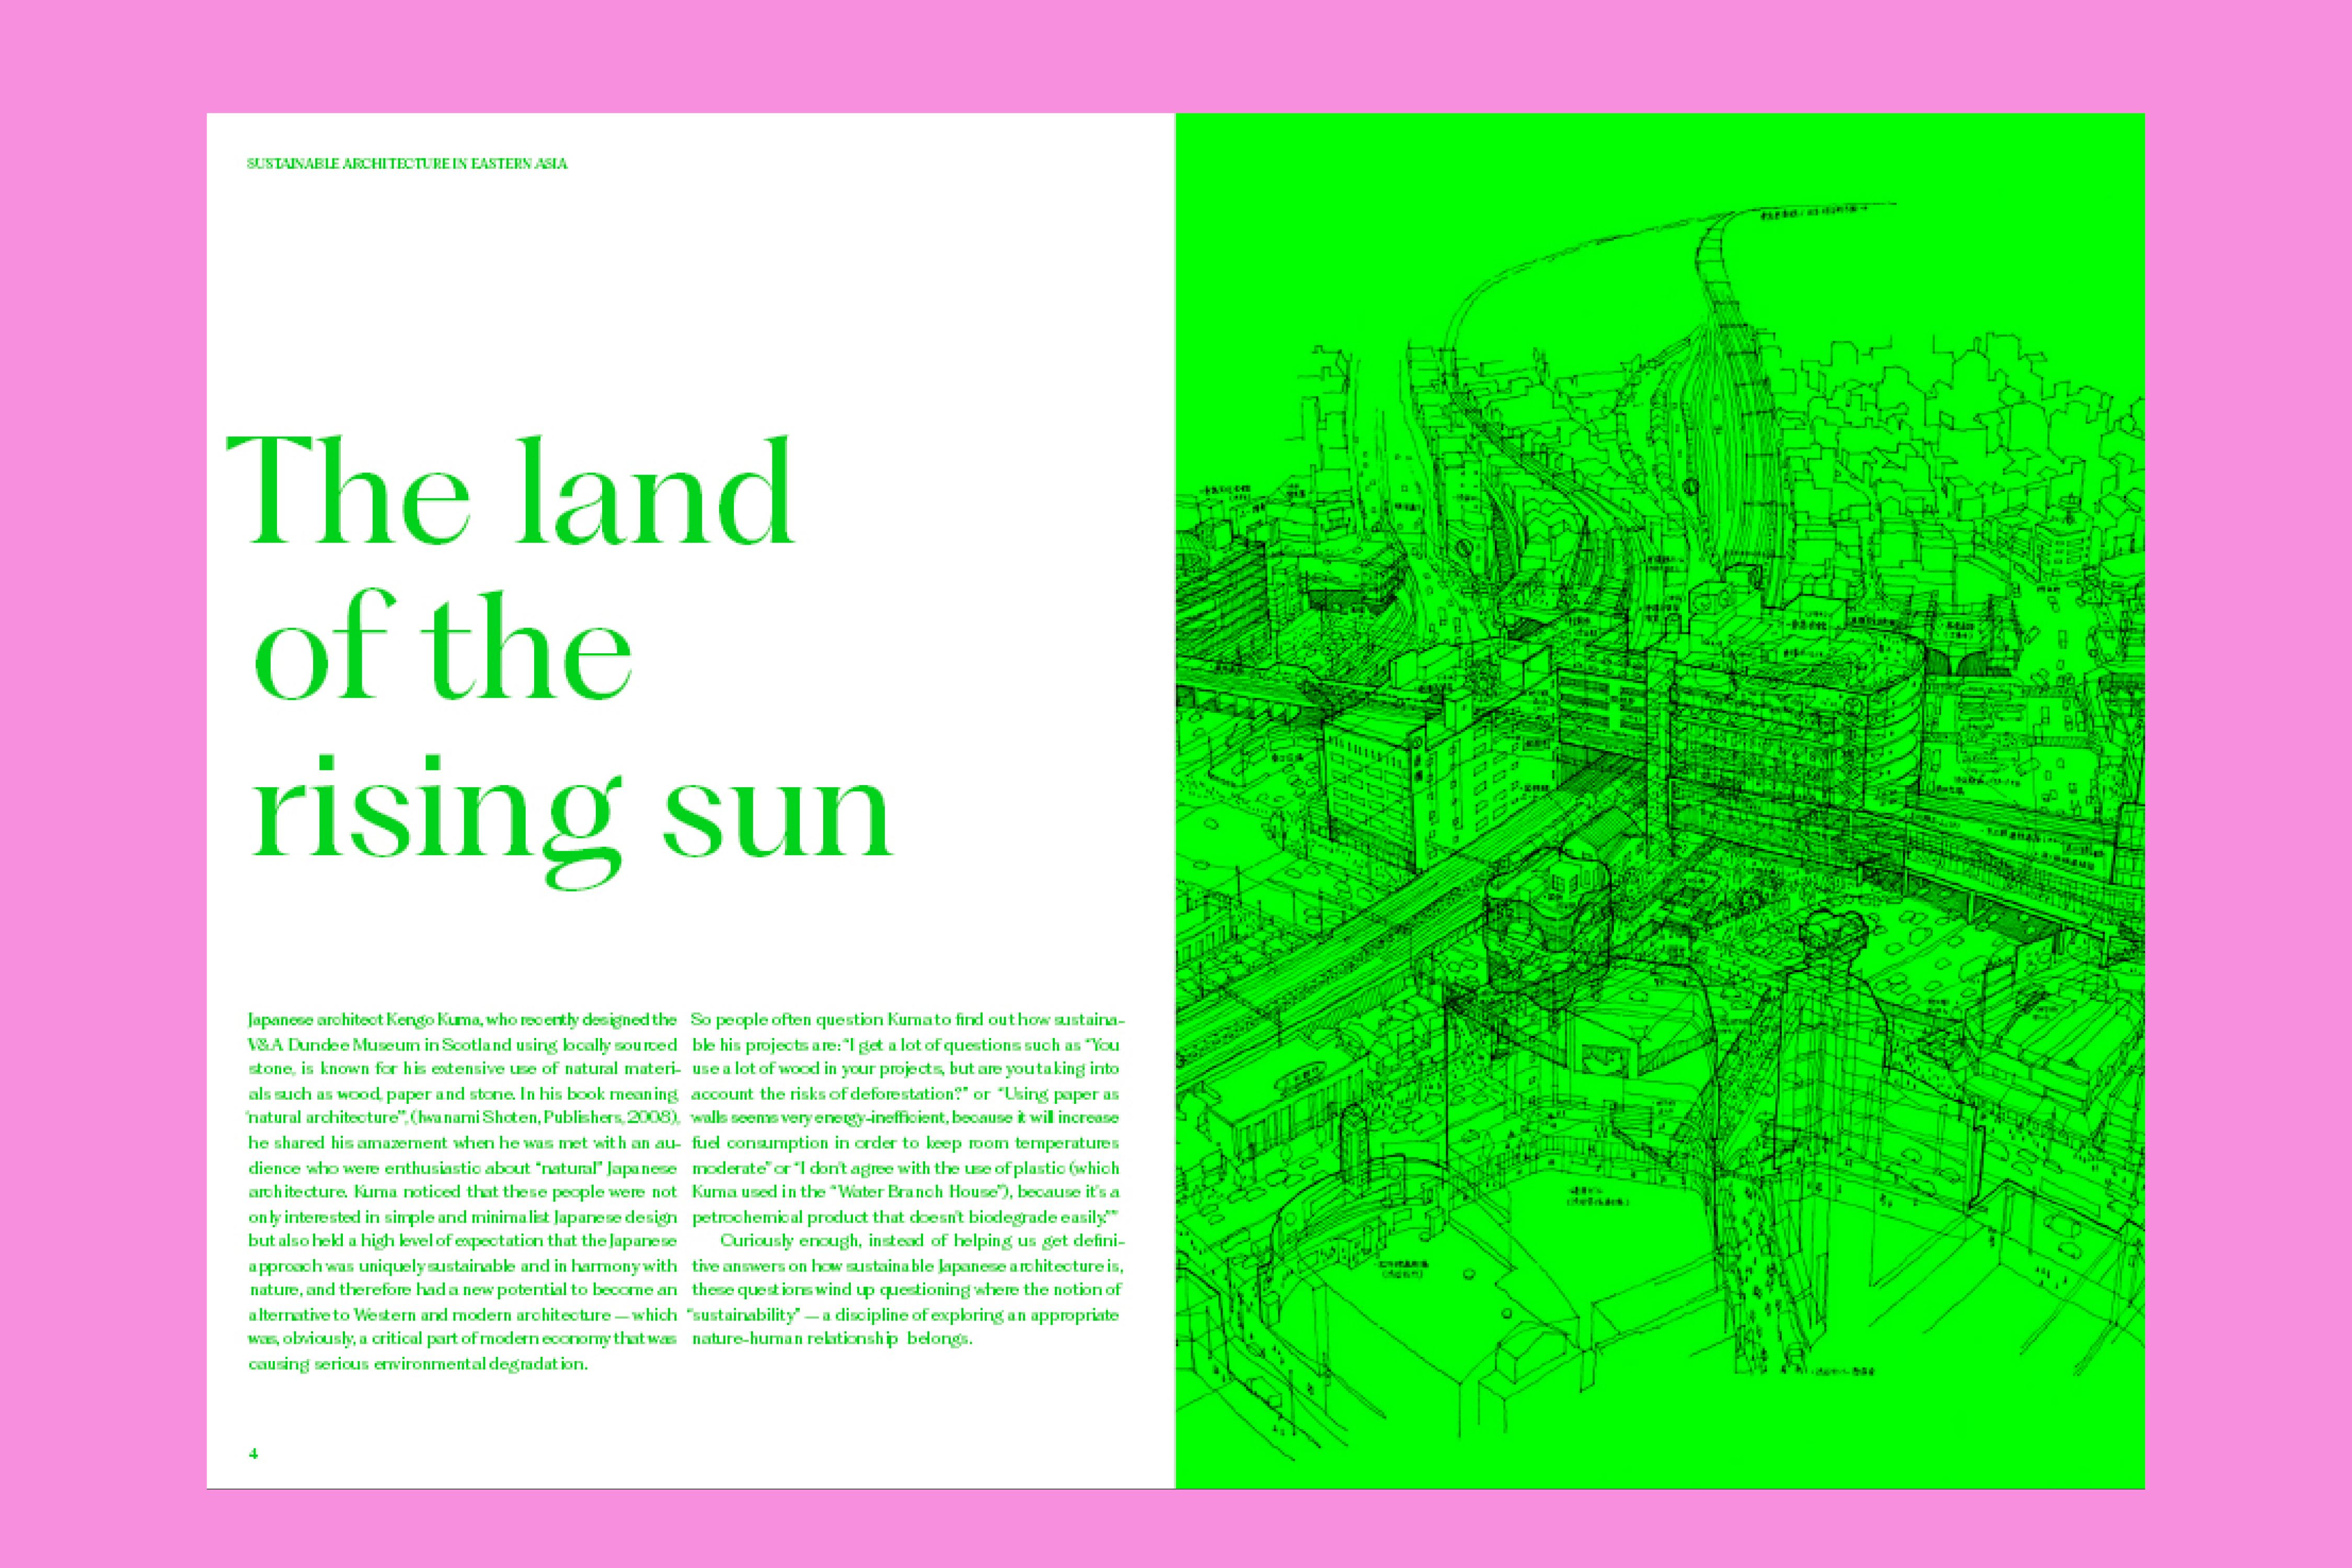 SUSTAINABLE ARCHITECTURE IN EASTERN ASIA
The land
of the
rising sun
Japanese architect Kengo Kuma, who recently designed the
V&A Dundee Museum in Scotland using locally sourced
stone, is known for his extensive use of natural materi-
als such as wood, paper and stone. In his book meaning
"natural architecture", (Iwanami Shoten, Publishers, 2008),
he shared his amazement when he was met with an au-
dience who were enthusiastic about “natural” Japanese
architecture. Kuma noticed that these people were not
only interested in simple and minimalist Japanese design
but also held a high level of expectation that the Japanese
approach was uniquely sustainable and in harmony with
nature, and therefore had a new potential to become an
alternative to Western and modern architecture — which
was, obviously, a critical part of modern economy that was
causing serious environmental degradation.
So people often question Kuma to find out how sustaina-
ble his projects are: “I get a lot of questions such as “You
use a lot of wood in your projects, but are you taking into
account the risks of deforestation?” or “Using paper as
walls seems very energy-inefficient, because it will increase
fuel consumption in order to keep room temperatures
moderate” or “I don't agree with the use of plastic (which
Kuma used in the “Water Branch House”), because it's a
petrochemical product that doesn't biodegrade easily.””
Curiously enough, instead of helping us get defini-
tive answers on how sustainable Japanese architecture is,
these questions wind up questioning where the notion of
“sustainability” — a discipline of exploring an appropriate
nature-human relationship belongs.
4